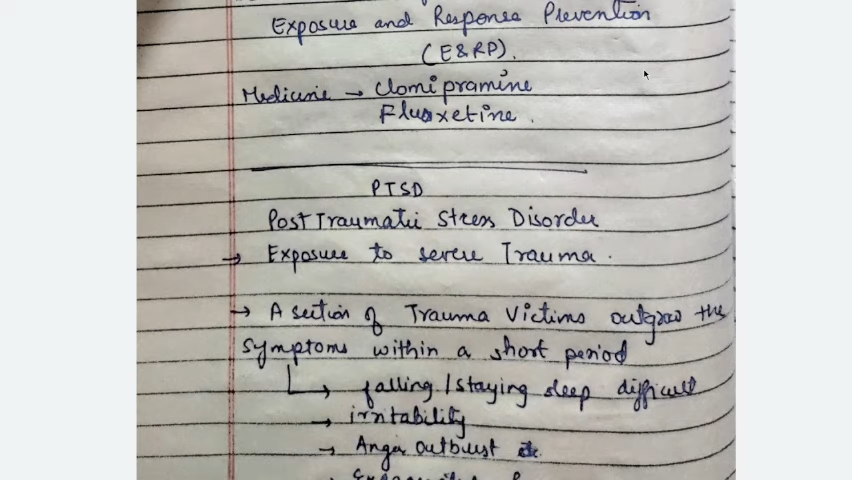 Exposure and Response Prevention
(E&RP).
Medicine → Clomipramine
Fluoxetine.
PTSD
Post Traumatic Stress Disorder
→ Exposure to severe Trauma.
→ A section of Trauma Victims outgrow the
symptoms within a short period
→ falling/staying sleep difficult
→ irritability
→ Anger outburst